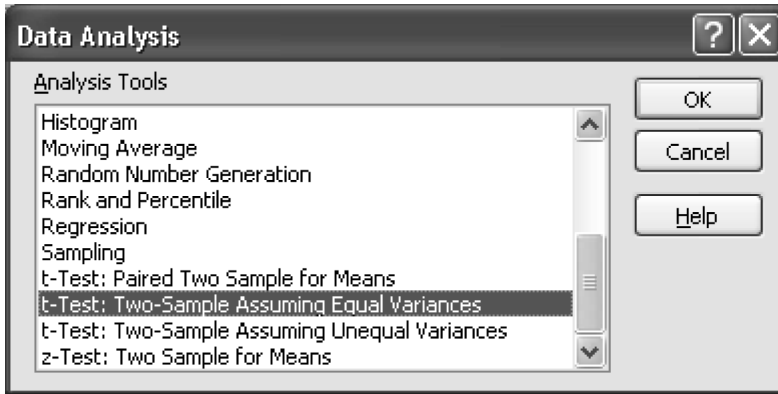 Data Analysis
Analysis Tools
Histogram
Moving Average
Random Number Generation
Rank and Percentile
Regression
Sampling
t-Test: Paired Two Sample for Means
t-Test: Two-Sample Assuming Equal Variances
t-Test: Two-Sample Assuming Unequal Variances
z-Test: Two Sample for Means
OK
Cancel
Help